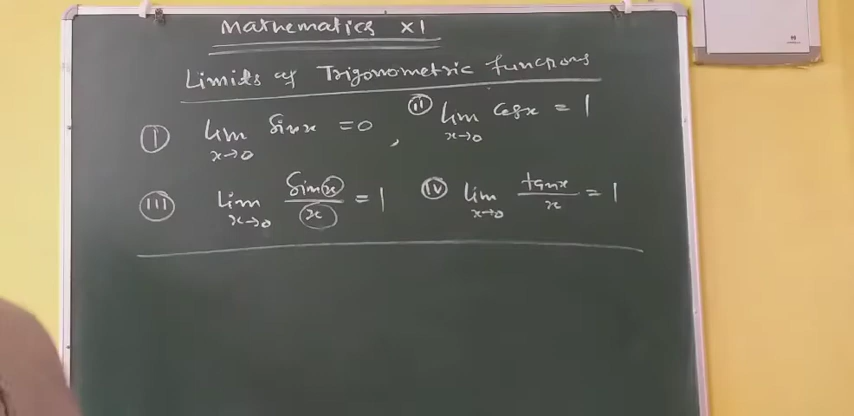 Mathematics XI
Limits of Trigonometric functions
(I) lim x→0 Sinx = 0, (II) lim x→0 Cosx = 1
(III) Lim x→0 Sin(x)/(x) = 1 (IV) lim x→0 tanx/x = 1